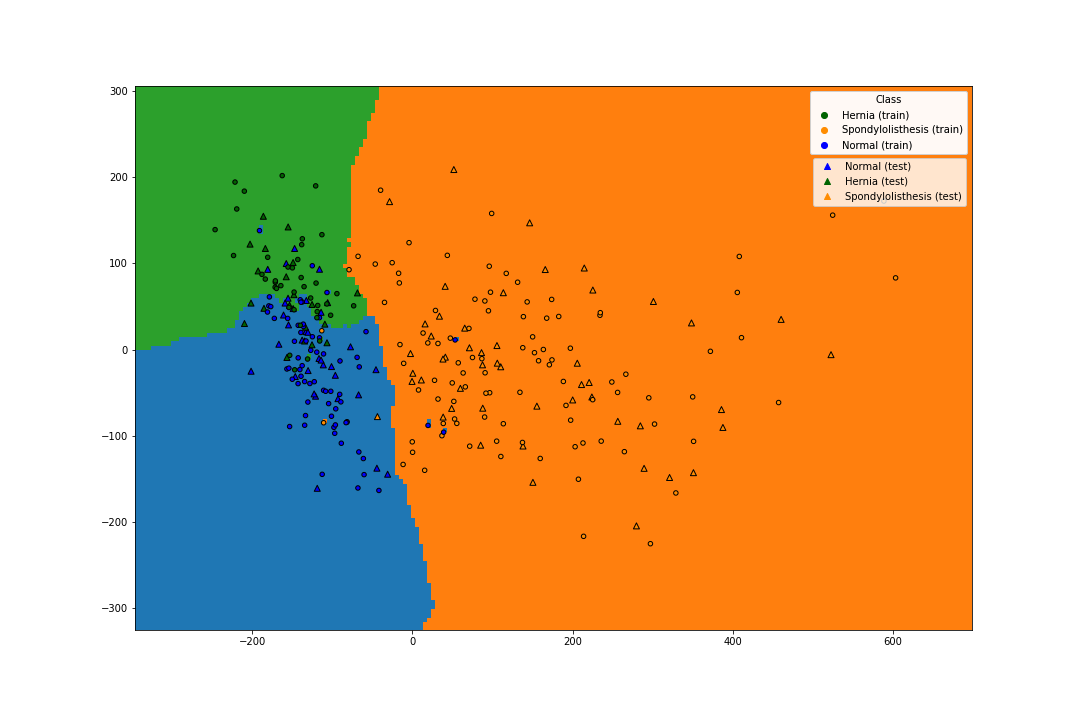 Class
Hernia (train)
Spondylolisthesis (train)
Normal (train)
Normal (test)
Hernia (test)
Spondylolisthesis (test)
300
200
100
0
−100
−200
−300
−200
0
200
400
600